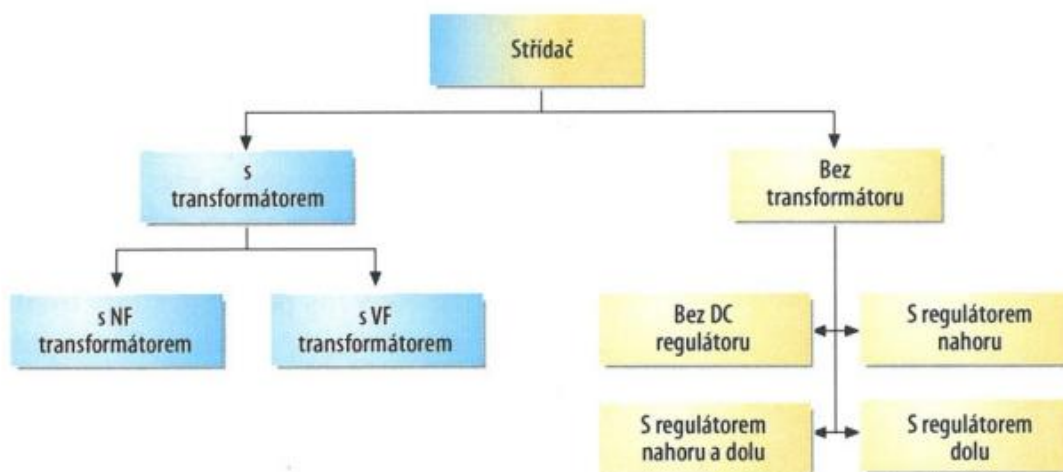 Střídač
s
transformátorem
Bez
transformátoru
s NF
transformátorem
s VF
transformátorem
Bez DC
regulátoru
S regulátorem
nahoru
S regulátorem
nahoru a dolu
S regulátorem
dolu